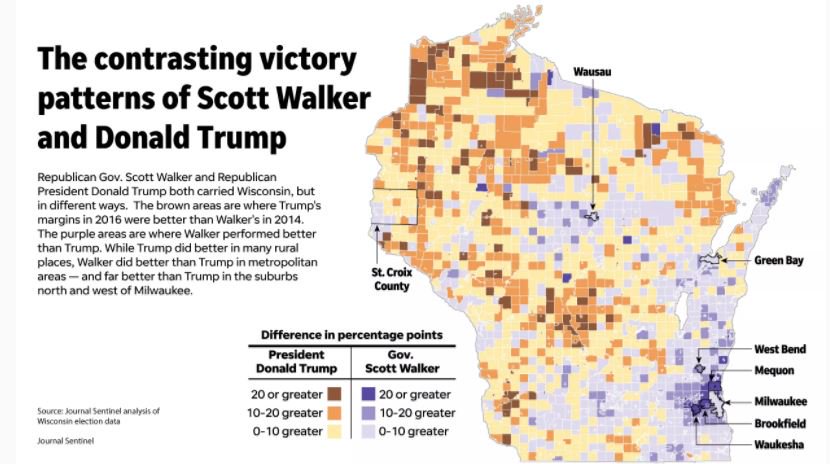 The contrasting victory
patterns of Scott Walker
and Donald Trump
Republican Gov. Scott Walker and Republican
President Donald Trump both carried Wisconsin, but
in different ways. The brown areas are where Trump's
margins in 2016 were better than Walker's in 2014.
The purple areas are where Walker performed better
than Trump. While Trump did better in many rural
places, Walker did better than Trump in metropolitan
areas — and far better than Trump in the suburbs
north and west of Milwaukee.
Wausau
St. Croix
County
Green Bay
West Bend
Mequon
Milwaukee
Brookfield
Waukesha
Difference in percentage points
President
Donald Trump
Gov.
Scott Walker
20 or greater 20 or greater
10-20 greater 10-20 greater
0-10 greater 0-10 greater
Source: Journal Sentinel analysis of
Wisconsin election data
Journal Sentinel